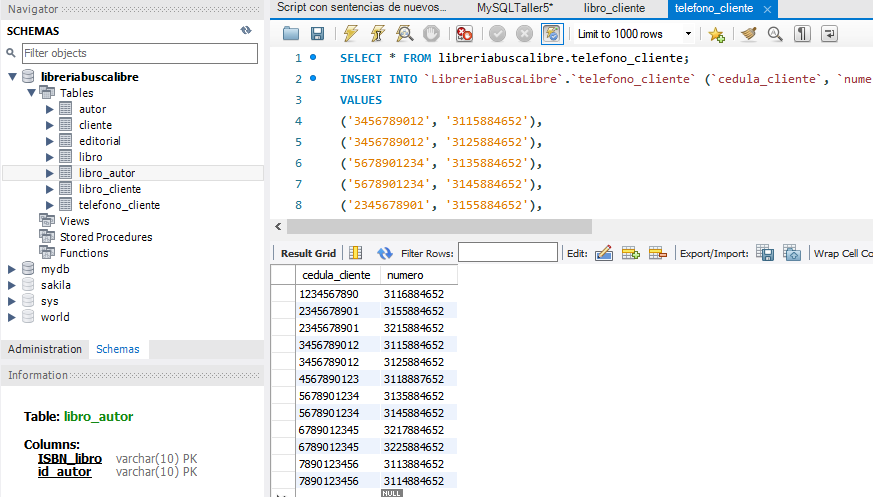 Navigator
SCHEMAS
Filter objects
libreriabuscalibre
Tables
autor
cliente
editorial
libro
libro_autor
libro_cliente
telefono_cliente
Views
Stored Procedures
Functions
mydb
sakila
sys
world
Administration Schemas
Information
Table: libro_autor
Columns:
ISBN_libro varchar(10) PK
id_autor varchar(10) PK
Script con sentencias de nuevos... MySQLTaller5* libro_cliente telefono_cliente
Limit to 1000 rows
1 SELECT * FROM libreriabuscalibre.telefono_cliente;
2 INSERT INTO `LibreriaBuscaLibre`.`telefono_cliente` (`cedula_cliente`, `nume
3 VALUES
4 ('3456789012', '3115884652'),
5 ('3456789012', '3125884652'),
6 ('5678901234', '3135884652'),
7 ('5678901234', '3145884652'),
8 ('2345678901', '3155884652'),
Result Grid Filter Rows: Edit: Export/Import: Wrap Cell Co
cedula_cliente numero
1234567890 3116884652
2345678901 3155884652
2345678901 3215884652
3456789012 3115884652
3456789012 3125884652
4567890123 3118887652
5678901234 3135884652
5678901234 3145884652
6789012345 3217884652
6789012345 3225884652
7890123456 3113884652
7890123456 3114884652
NULL